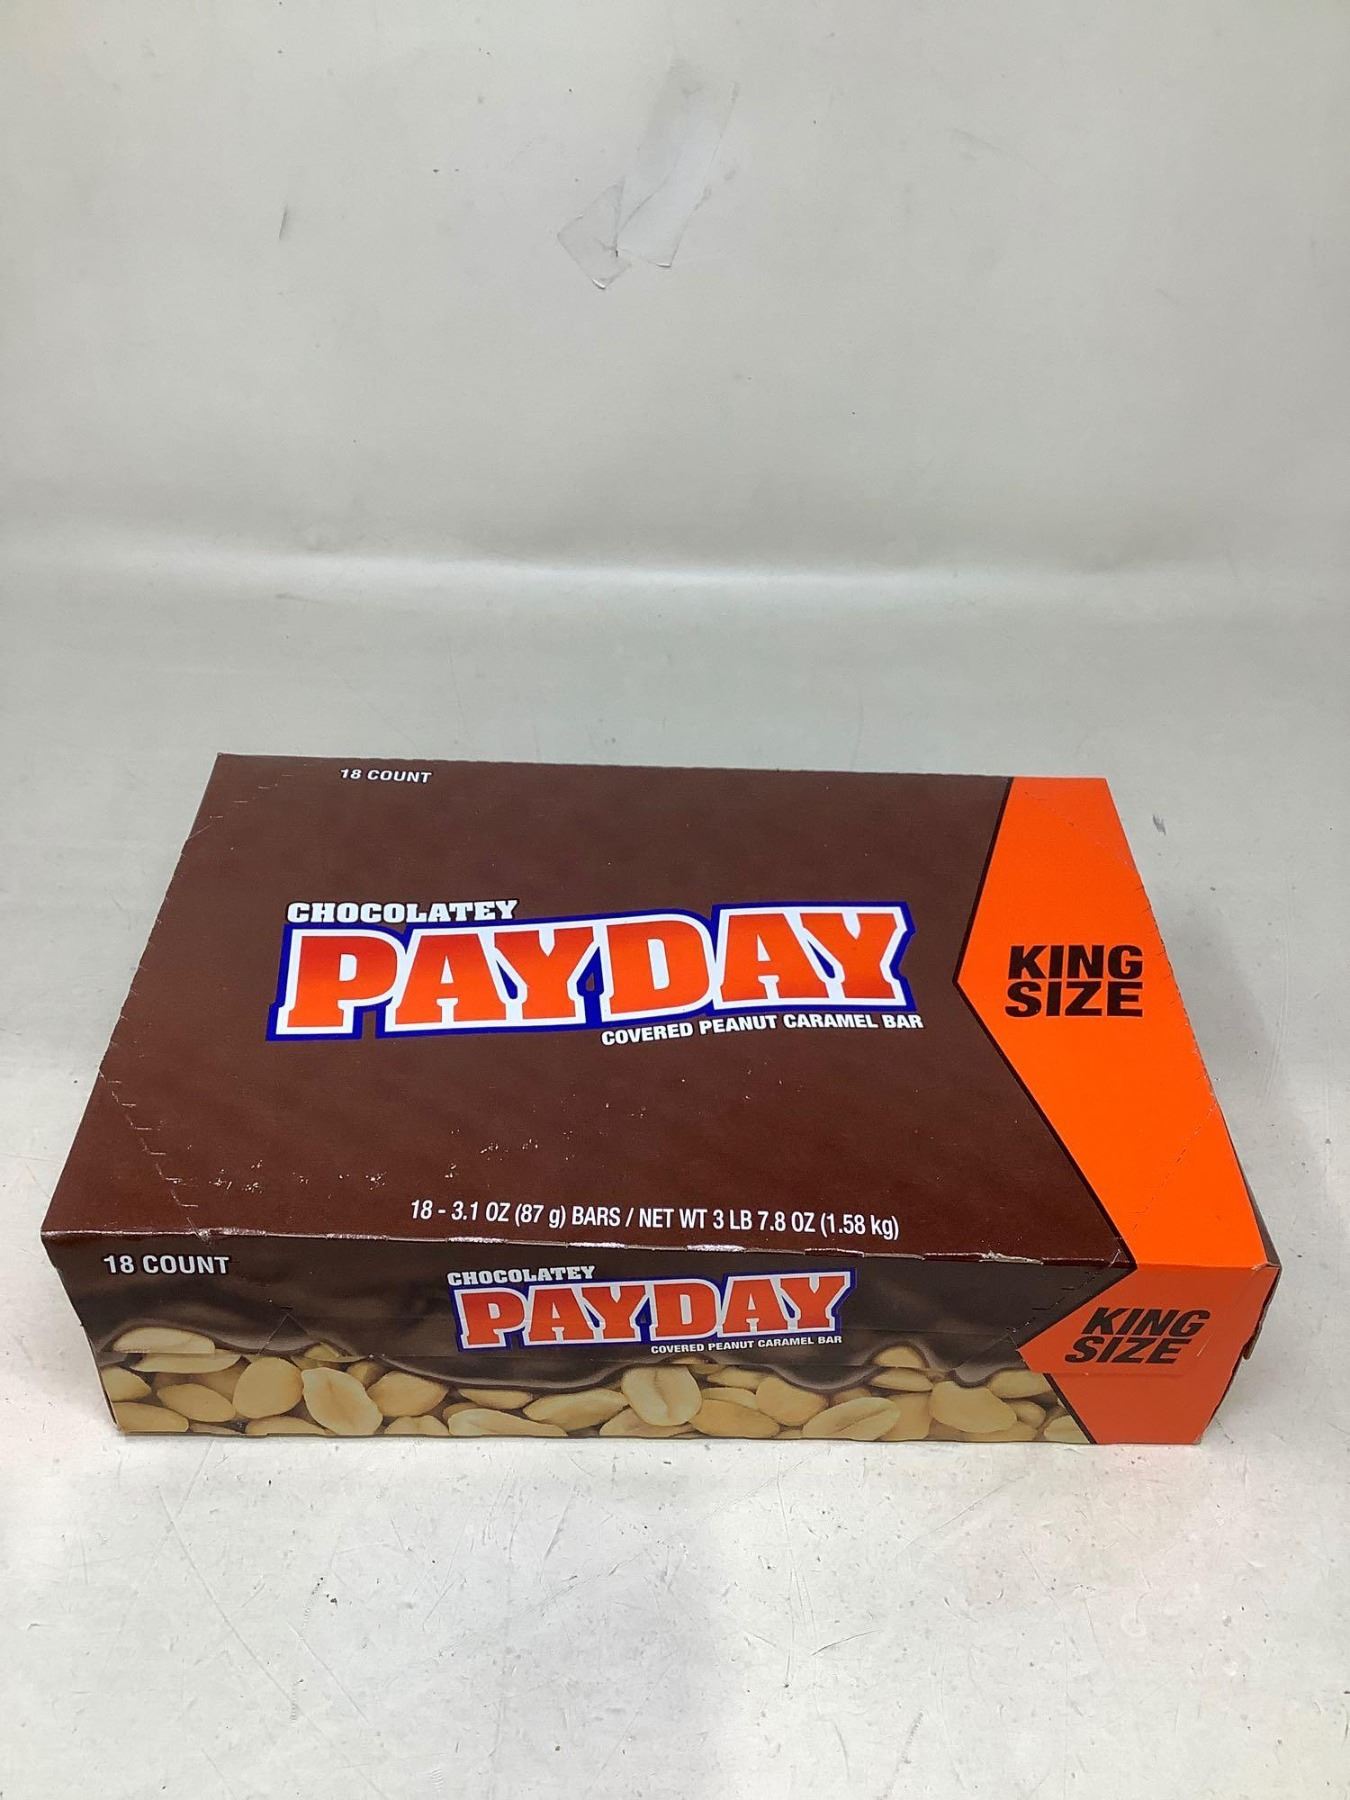 18 COUNT
CHOCOLATEY
PAYDAY
COVERED PEANUT CARAMEL BAR
KING
SIZE
18 - 3.1 OZ (87 g) BARS / NET WT 3 LB 7.8 OZ (1.58 kg)
18 COUNT
CHOCOLATEY
PAYDAY
COVERED PEANUT CARAMEL BAR
KING
SIZE